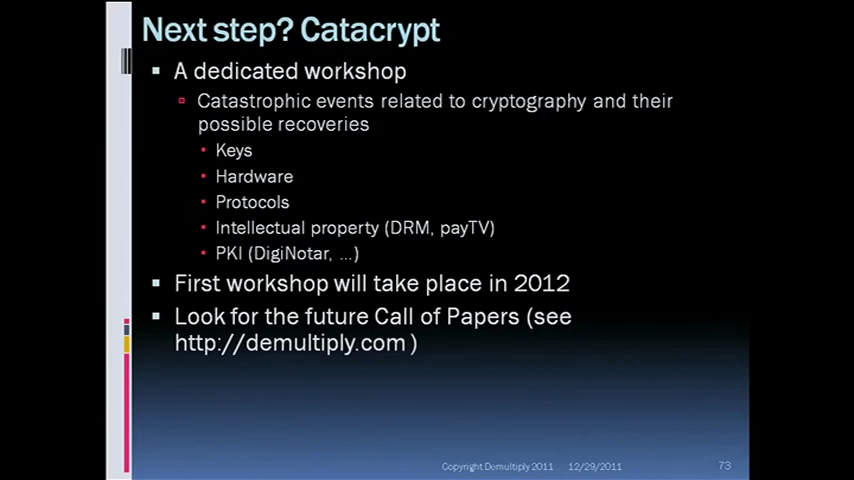 Next step? Catacrypt
A dedicated workshop
Catastrophic events related to cryptography and their
possible recoveries
Keys
Hardware
Protocols
Intellectual property (DRM, payTV)
PKI (DigiNotar, ...)
First workshop will take place in 2012
Look for the future Call of Papers (see
http://demultiply.com )
Copyright Demultiply 2011 12/29/2011 73